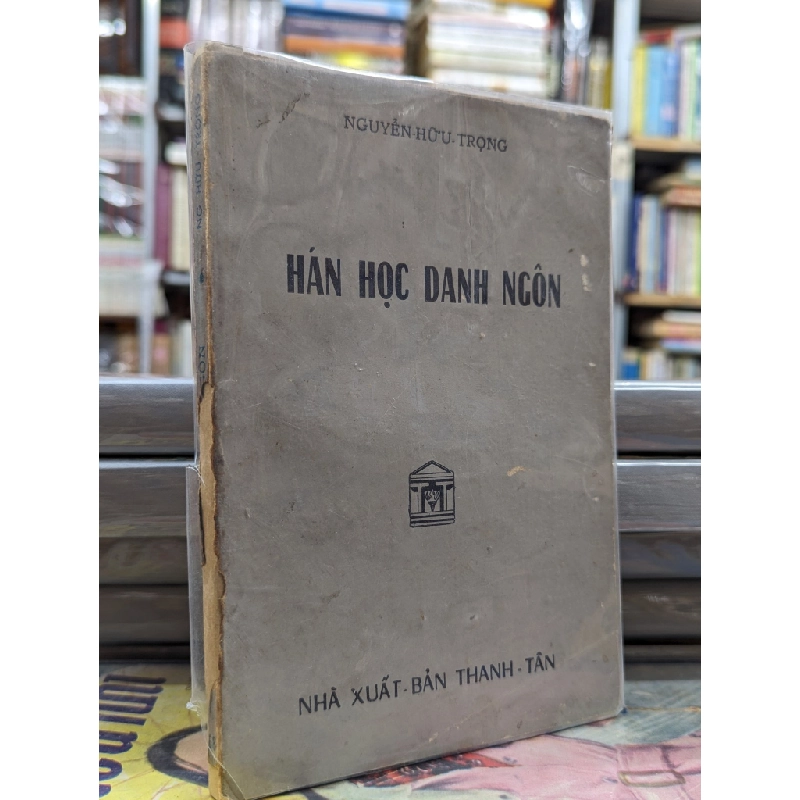 NGUYỄN HỮU-TRỌNG
HÁN HỌC DANH NGÔN
NHÀ XUẤT-BẢN THANH-TÂN